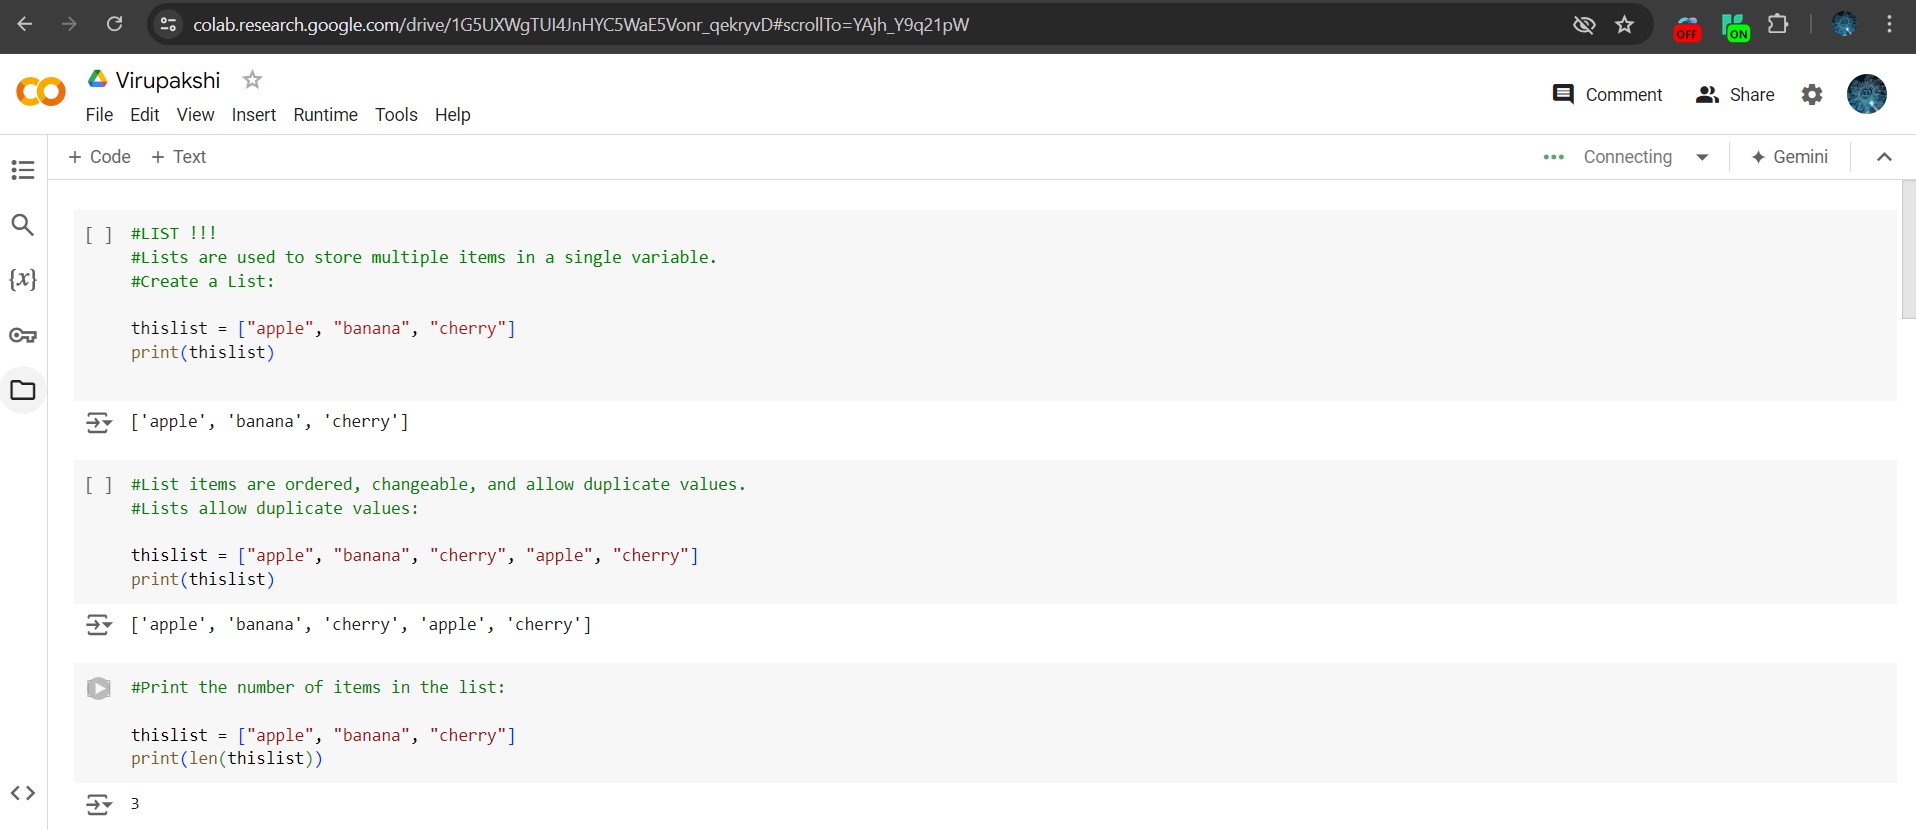 colab.research.google.com/drive/1G5UXWgTUI4JnHYC5WaE5Vonr_qekryvD#scrollTo=YAjh_Y9q21pW
OFF
ON
Virupakshi
File Edit View Insert Runtime Tools Help
Comment
Share
+ Code + Text
Connecting
Gemini
[ ] #LIST !!!
#Lists are used to store multiple items in a single variable.
#Create a List:
thislist = ["apple", "banana", "cherry"]
print(thislist)
['apple', 'banana', 'cherry']
[ ] #List items are ordered, changeable, and allow duplicate values.
#Lists allow duplicate values:
thislist = ["apple", "banana", "cherry", "apple", "cherry"]
print(thislist)
['apple', 'banana', 'cherry', 'apple', 'cherry']
#Print the number of items in the list:
thislist = ["apple", "banana", "cherry"]
print(len(thislist))
3